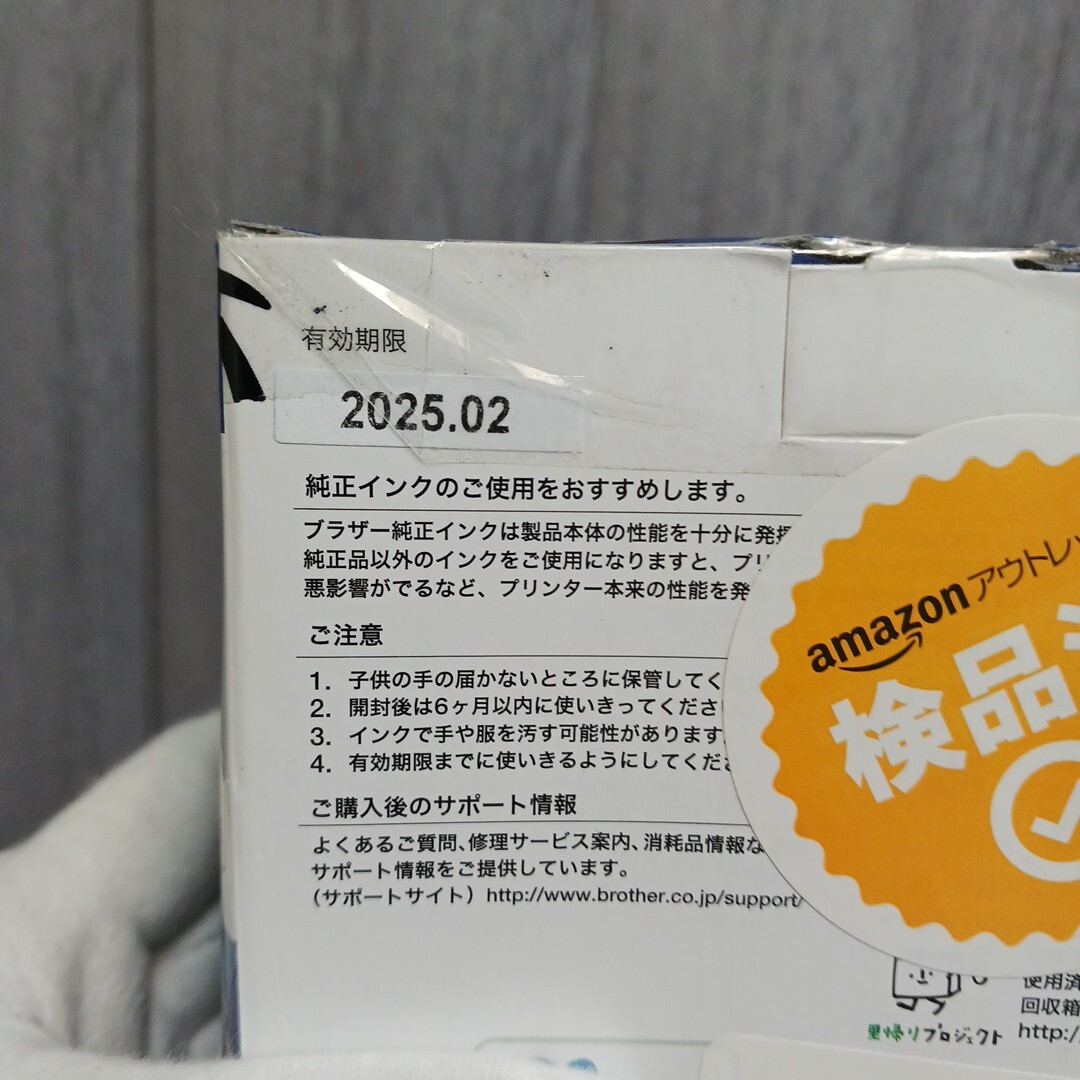 有効期限
2025.02
純正インクのご使用をおすすめします。
ブラザー純正インクは製品本体の性能を十分に発揮
純正品以外のインクをご使用になりますと、プリ
悪影響がでるなど、プリンター本来の性能を発
ご注意
1. 子供の手の届かないところに保管してく
2. 開封後は6ヶ月以内に使いきってくださ
3. インクで手や服を汚す可能性があります
4. 有効期限までに使いきるようにしてくだ
ご購入後のサポート情報
よくあるご質問、修理サービス案内、消耗品情報な
サポート情報をご提供しています。
(サポートサイト) http://www.brother.co.jp/support/
amazonアウトレッ
検品
使用済
回収箱
里帰りプロジェクト http:/